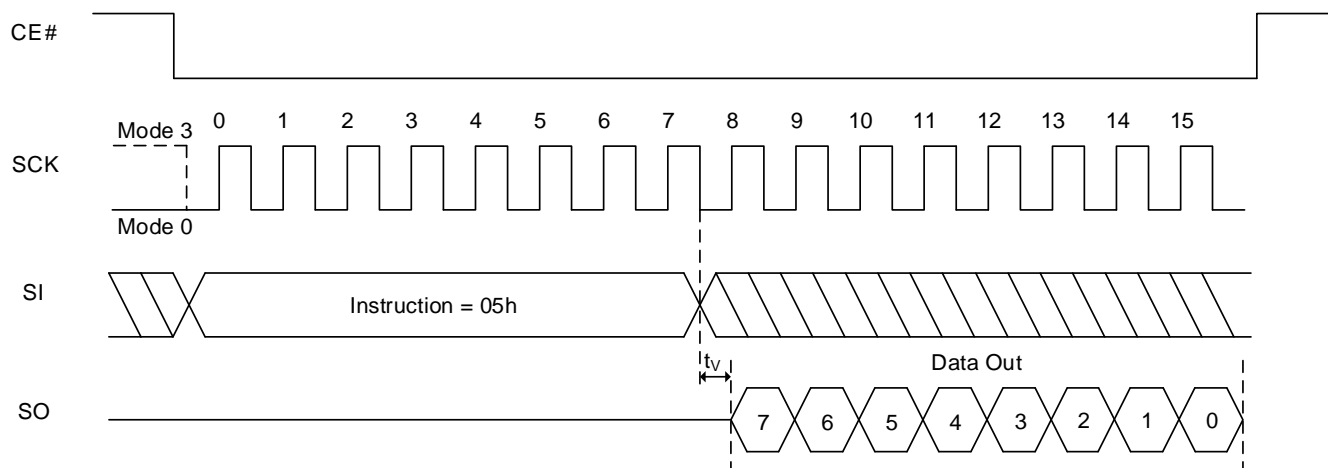 CE#
0 1 2 3 4 5 6 7 8 9 10 11 12 13 14 15
Mode 3
SCK
Mode 0
SI
Instruction = 05h
tV
Data Out
SO
7 6 5 4 3 2 1 0